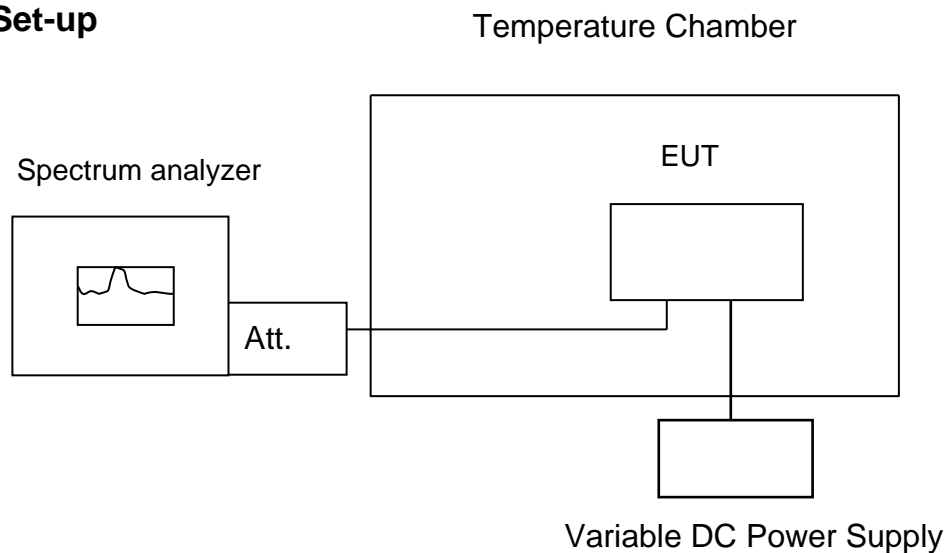 Set-up
Temperature Chamber
EUT
Spectrum analyzer
Att.
Variable DC Power Supply